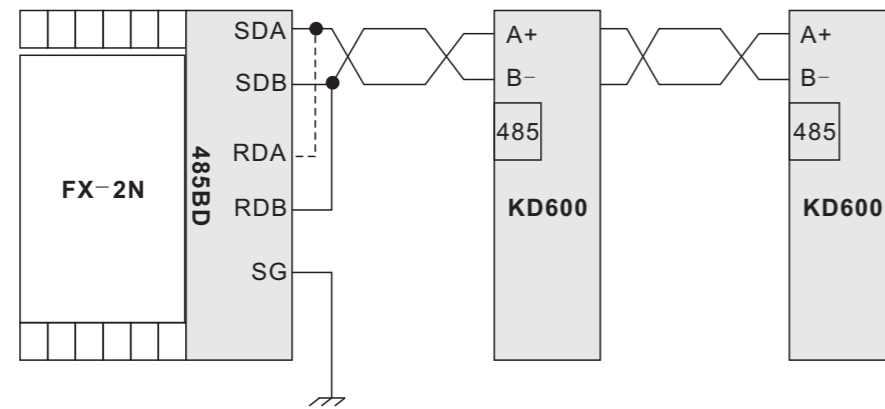 SDA
SDB
RDA
RDB
SG
FX-2N
485BD
A+
B-
485
KD600
A+
B-
485
KD600